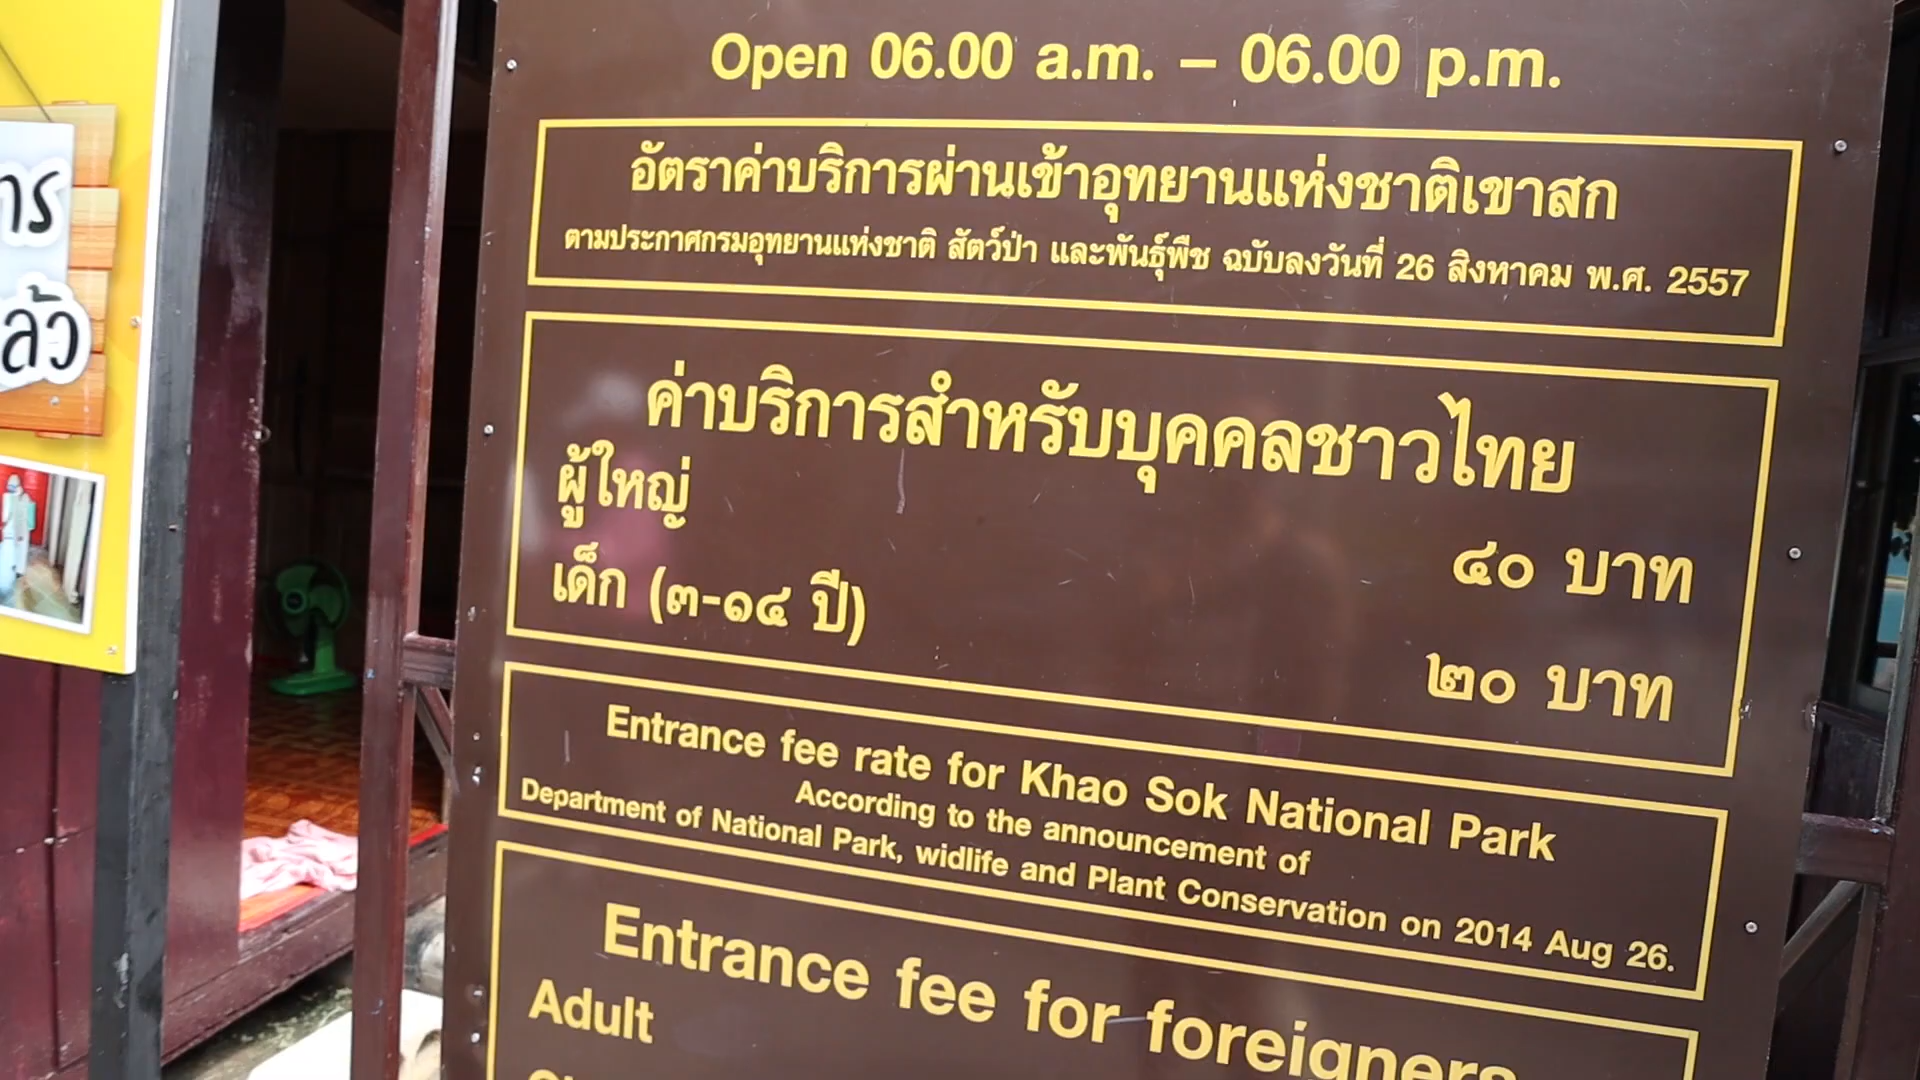 Open 06.00 a.m. – 06.00 p.m.
อัตราค่าบริการผ่านเข้าอุทยานแห่งชาติเขาสก
ตามประกาศกรมอุทยานแห่งชาติ สัตว์ป่า และพันธุ์พืช ฉบับลงวันที่ 26 สิงหาคม พ.ศ. 2557
ค่าบริการสำหรับบุคคลชาวไทย
ผู้ใหญ่ ๔๐ บาท
เด็ก (๓-๑๔ ปี) ๒๐ บาท
Entrance fee rate for Khao Sok National Park
According to the announcement of
Department of National Park, widlife and Plant Conservation on 2014 Aug 26.
Entrance fee for foreigners
Adult